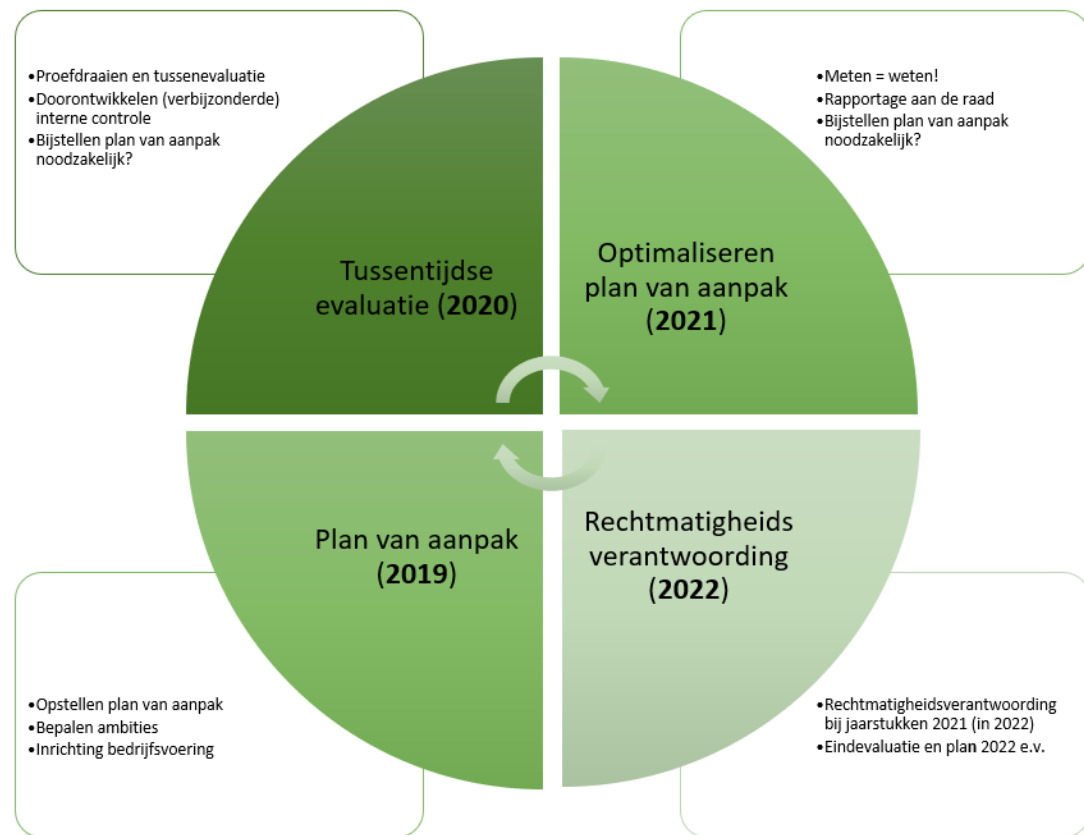 •Proefdraaien en tussenevaluatie
•Doorontwikkelen (verbijzonderde)
interne controle
•Bijstellen plan van aanpak
noodzakelijk?
•Meten = weten!
•Rapportage aan de raad
•Bijstellen plan van aanpak
noodzakelijk?
Tussentijdse
evaluatie (2020)
Optimaliseren
plan van aanpak
(2021)
Plan van aanpak
(2019)
Rechtmatigheids
verantwoording
(2022)
•Opstellen plan van aanpak
•Bepalen ambities
•Inrichting bedrijfsvoering
•Rechtmatigheidsverantwoording
bij jaarstukken 2021 (in 2022)
•Eindevaluatie en plan 2022 e.v.